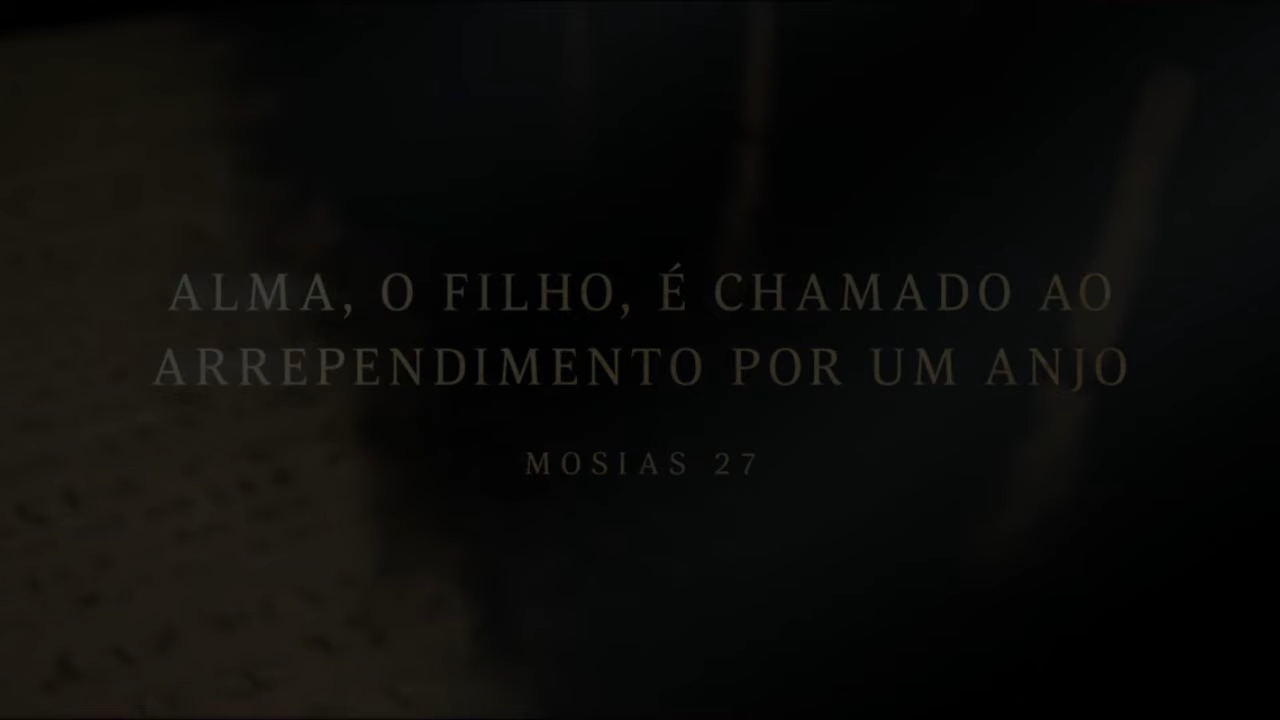 ALMA, O FILHO, É CHAMADO AO
ARREPENDIMENTO POR UM ANJO
MOSIAS 27